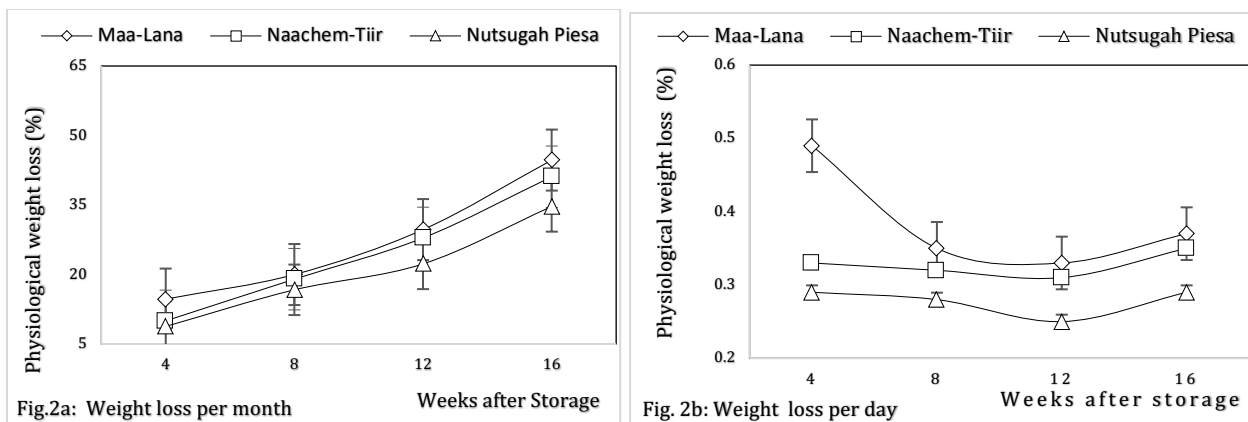 Maa-Lana Naachem-Tiir Nutsugah Piesa
Physiological weight loss (%)
65
50
35
20
5
4 8 12 16
Fig.2a: Weight loss per month Weeks after Storage
Maa-Lana Naachem-Tiir Nutsugah Piesa
Physiological weight loss (%)
0.6
0.5
0.4
0.3
0.2
4 8 12 16
Fig. 2b: Weight loss per day Weeks after storage